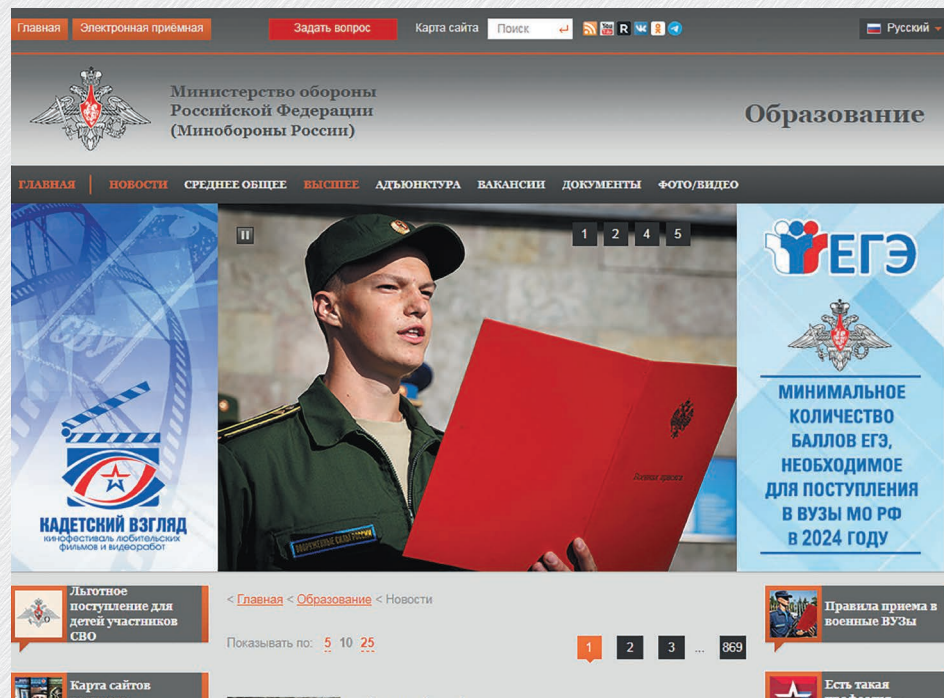 Главная Электронная приёмная Задать вопрос Карта сайта Поиск Русский
Министерство обороны
Российской Федерации
(Минобороны России)
Образование
ГЛАВНАЯ НОВОСТИ СРЕДНЕЕ ОБЩЕЕ ВЫСШЕЕ АДЪЮНКТУРА ВАКАНСИИ ДОКУМЕНТЫ ФОТО/ВИДЕО
1 2 4 5
ВООРУЖЕННЫЕ СИЛЫ РОССИИ
КАДЕТСКИЙ ВЗГЛЯД
кинофестиваль любительских
фильмов и видеоработ
ЕГЭ
МИНИМАЛЬНОЕ
КОЛИЧЕСТВО
БАЛЛОВ ЕГЭ,
НЕОБХОДИМОЕ
ДЛЯ ПОСТУПЛЕНИЯ
В ВУЗЫ МО РФ
в 2024 ГОДУ
Льготное
поступление для
детей участников
СВО
Карта сайтов
< Главная < Образование < Новости
Показывать по: 5 10 25
1 2 3 ... 869
Правила приема в
военные ВУЗы
Есть такая